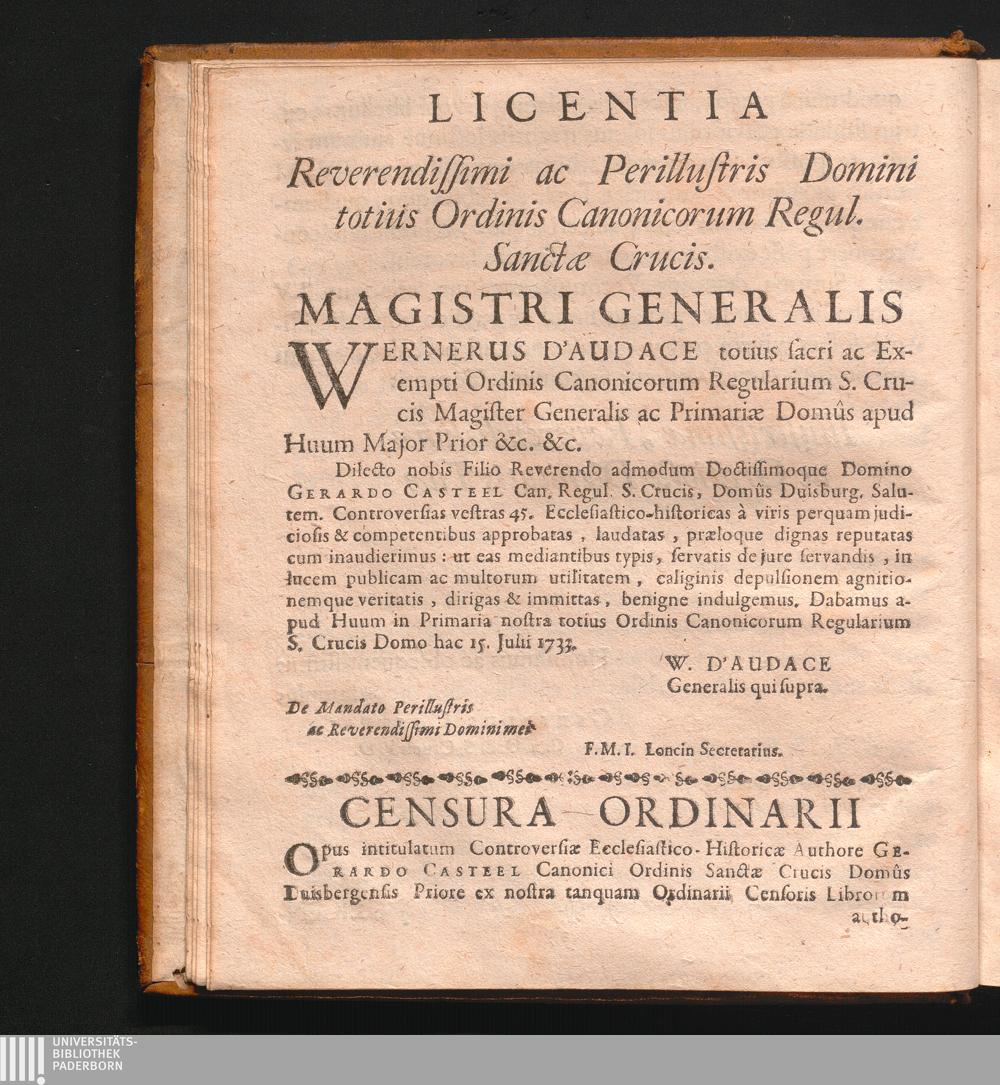 LICENTIA
Reverendiſſimi ac Perilluſtris Domini
totius Ordinis Canonicorum Regul.
Sanctæ Crucis.
MAGISTRI GENERALIS
WERNERUS D'AUDACE totius ſacri ac Ex-
empti Ordinis Canonicorum Regularium S. Cru-
cis Magiſter Generalis ac Primariæ Domûs apud
Huum Major Prior &c. &c.
Dilecto nobis Filio Reverendo admodum Doctiſſimoque Domino
GERARDO CASTEEL Can. Regul. S. Crucis, Domûs Duisburg. Salu-
tem. Controverſias veſtras 45. Eccleſiaſtico-hiſtoricas à viris perquam judi-
cioſis & competentibus approbatas, laudatas, præloque dignas reputatas
cum inaudierimus: ut eas mediantibus typis, ſervatis de jure ſervandis, in
lucem publicam ac multorum utilitatem, caliginis depulſionem agnitio-
nemque veritatis, dirigas & immittas, benigne indulgemus. Dabamus a-
pud Huum in Primaria noſtra totius Ordinis Canonicorum Regularium
S. Crucis Domo hac 15. Julii 1733.
W. D'AUDACE
Generalis qui ſupra.
De Mandato Perilluſtris
ac Reverendiſſimi Domini mei
F. M. I. Loncin Secretarius.
CENSURA ORDINARII
Opus intitulatum Controverſiæ Eccleſiaſtico-Hiſtoricæ Authore GE-
RARDO CASTEEL Canonici Ordinis Sanctæ Crucis Domûs
Duisbergenſis Priore ex noſtra tanquam Ordinarii Cenſoris Librorum
autho-
UNIVERSITÄTS-
BIBLIOTHEK
PADERBORN